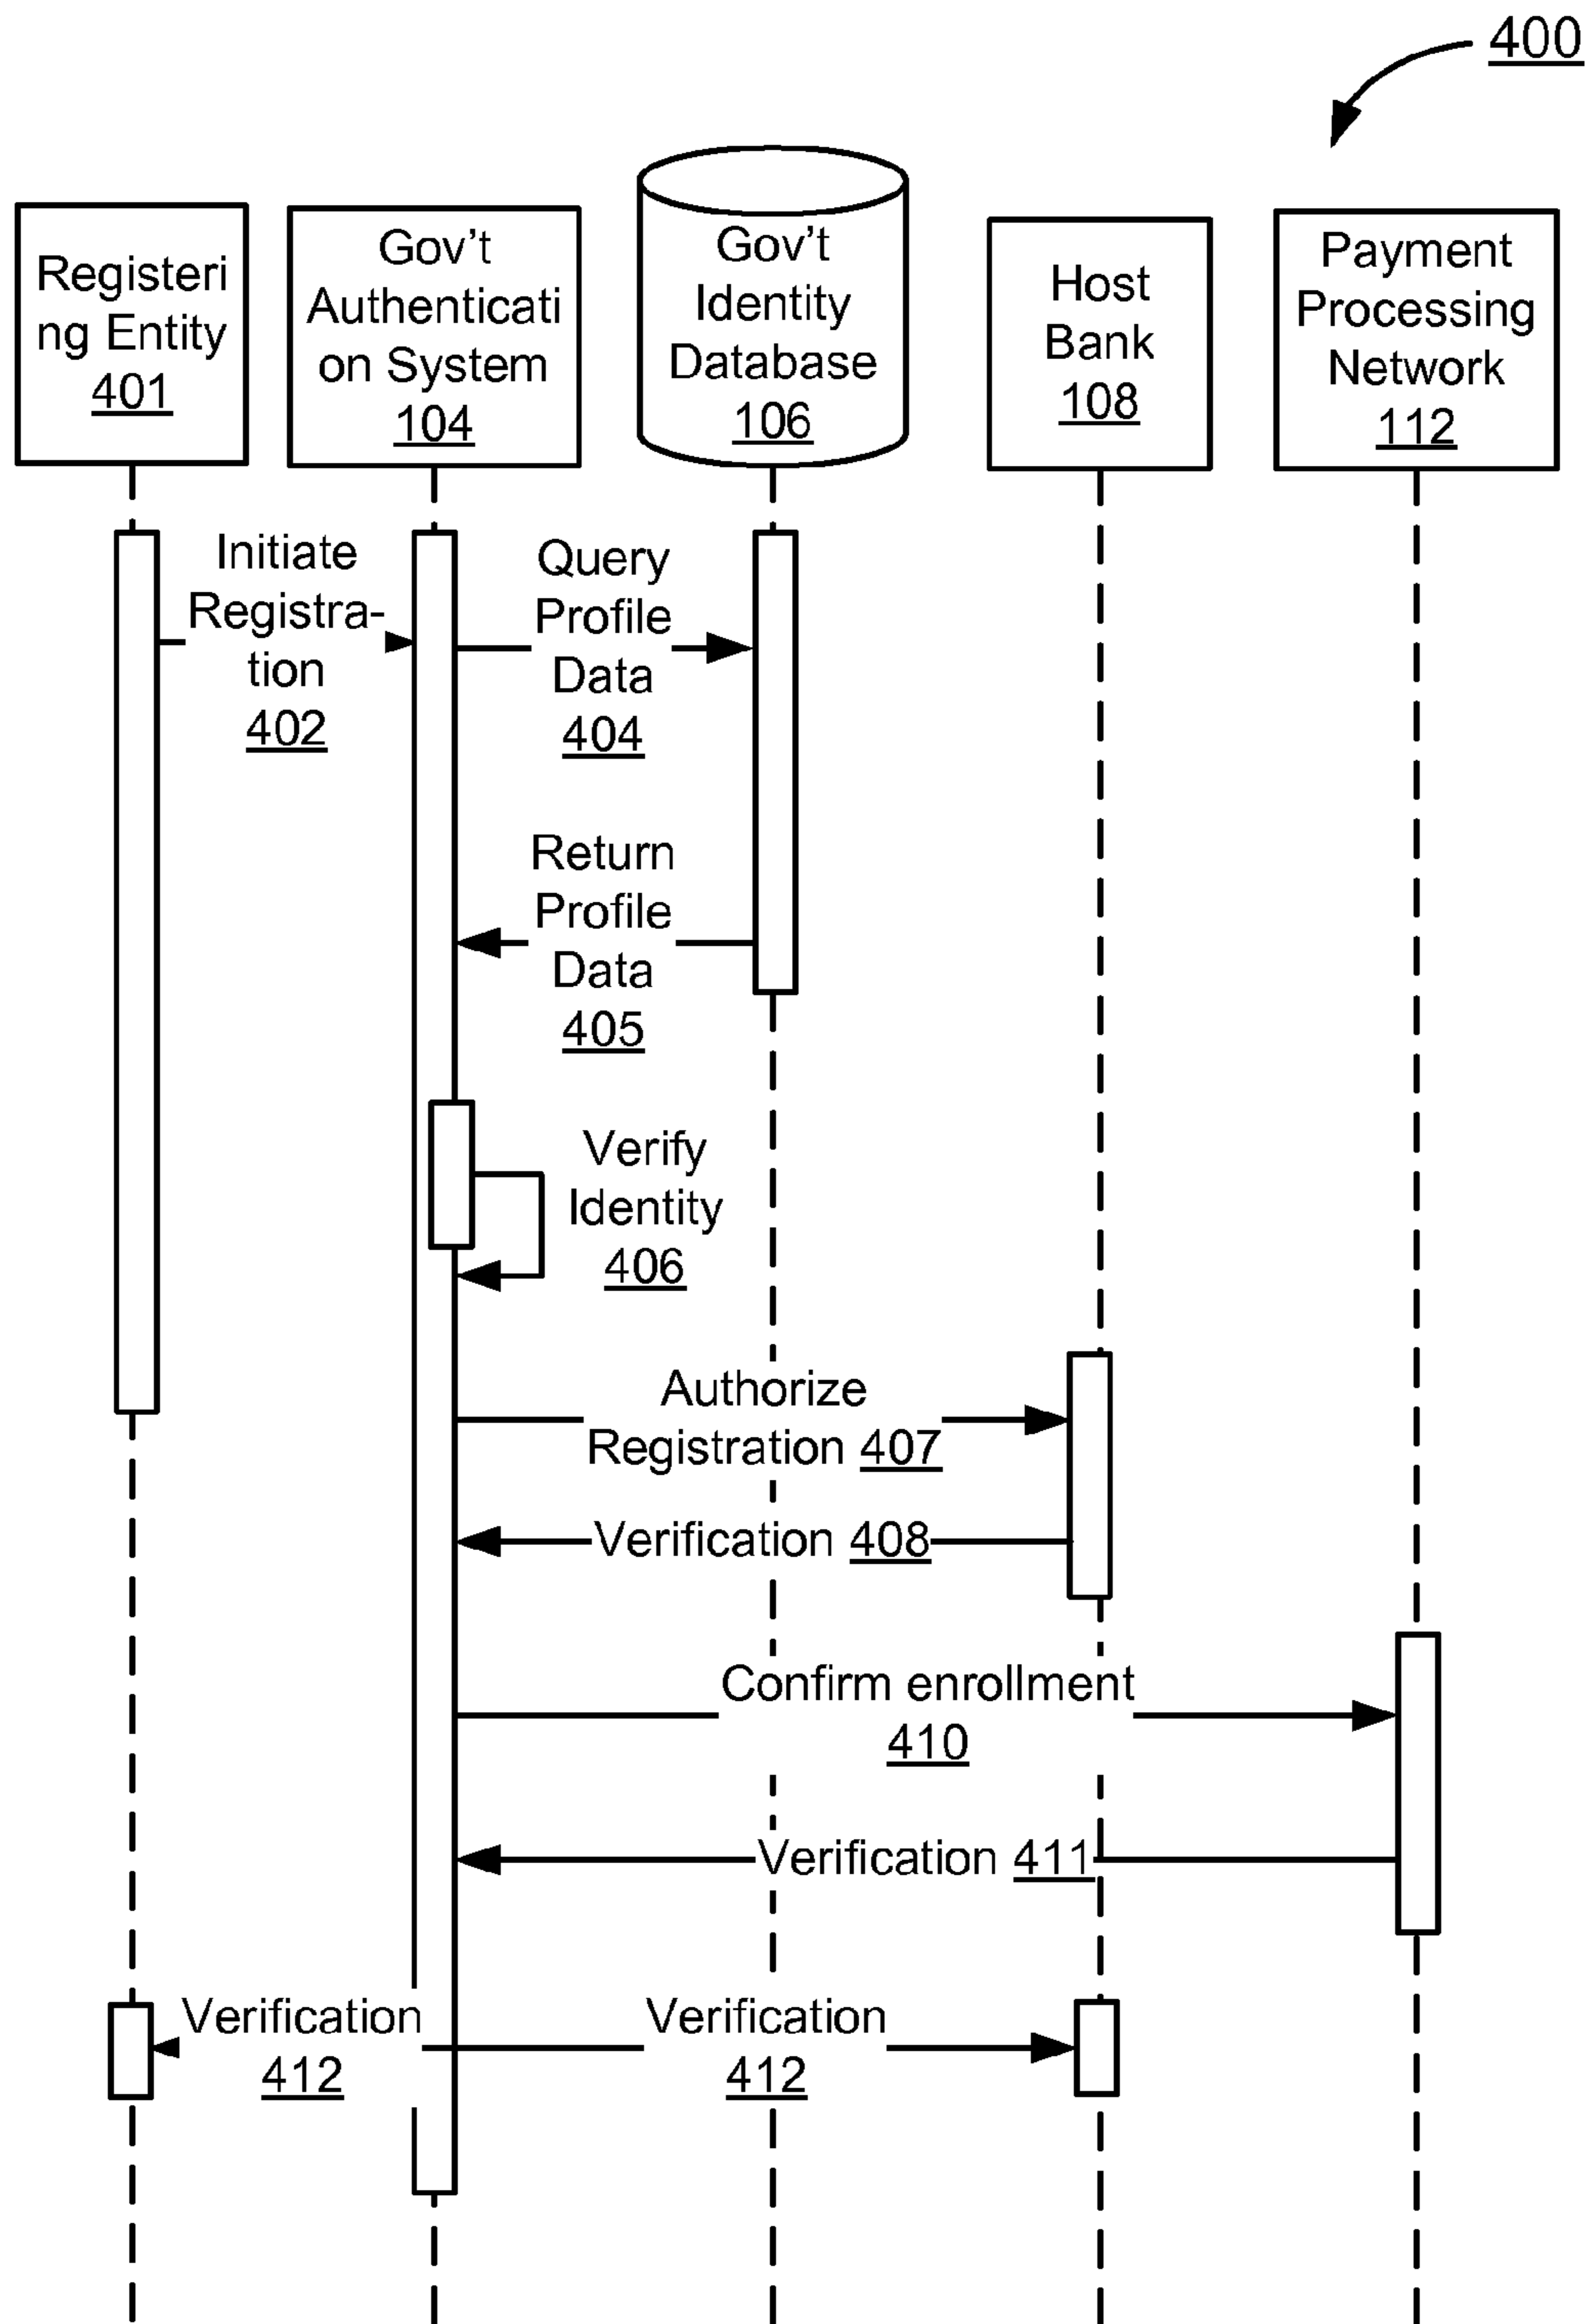 400
Registeri
ng Entity
401
Gov't
Authenticati
on System
104
Gov't
Identity
Database
106
Host
Bank
108
Payment
Processing
Network
112
Initiate
Registra-
tion
402
Query
Profile
Data
404
Return
Profile
Data
405
Verify
Identity
406
Authorize
Registration 407
Verification 408
Confirm enrollment
410
Verification 411
Verification
412
Verification
412